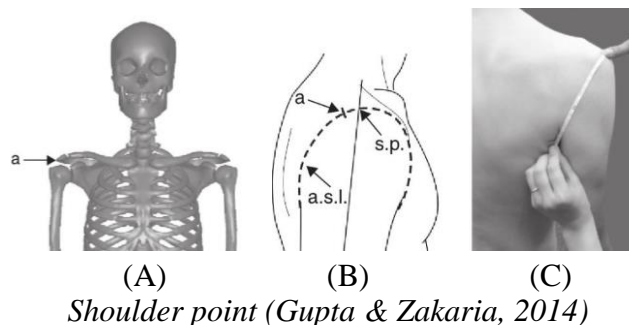 a
a
s.p.
a.s.l.
(A) (B) (C)
Shoulder point (Gupta & Zakaria, 2014)